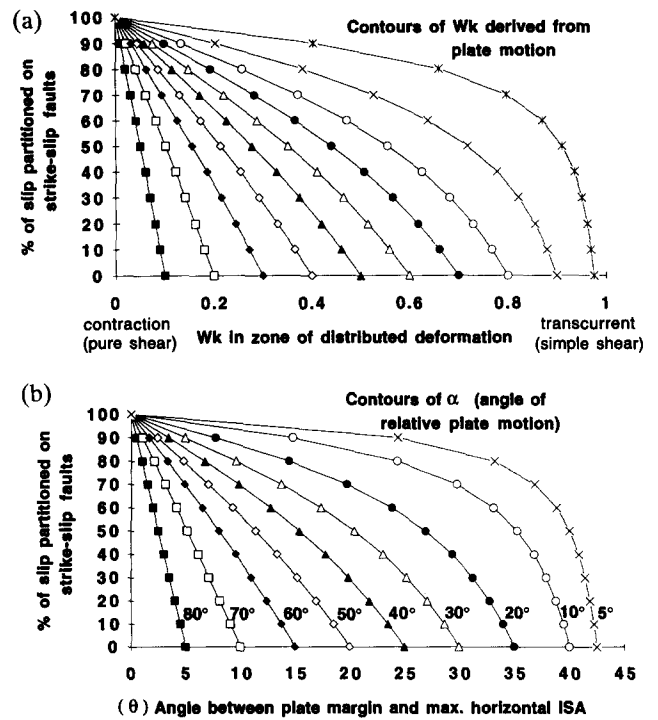 (a)
Contours of Wk derived from
plate motion
% of slip partitioned on
strike-slip faults
100
90
80
70
60
50
40
30
20
10
0
0 0.2 0.4 0.6 0.8 1
contraction
(pure shear)
Wk in zone of distributed deformation
transcurrent
(simple shear)
(b)
Contours of α (angle of
relative plate motion)
% of slip partitioned on
strike-slip faults
100
90
80
70
60
50
40
30
20
10
0
80° 70° 60° 50° 40° 30° 20° 10° 5°
0 5 10 15 20 25 30 35 40 45
(θ) Angle between plate margin and max. horizontal ISA